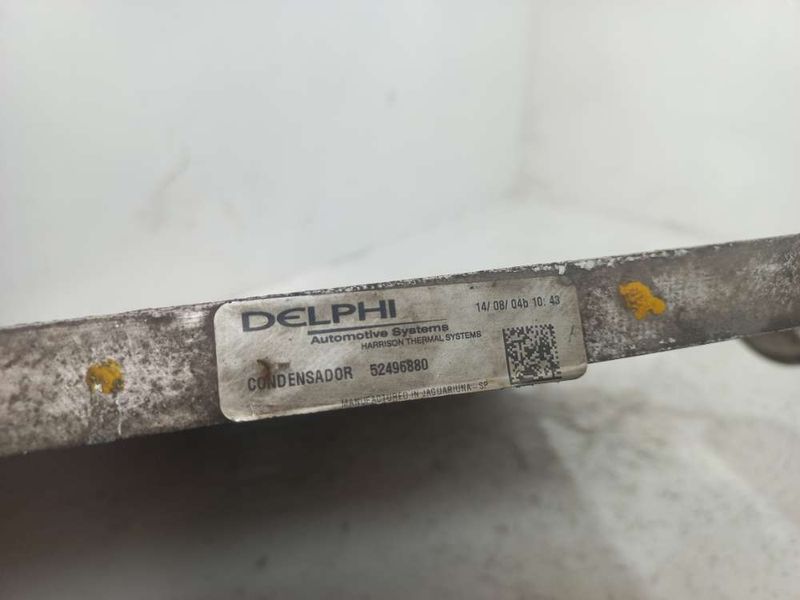 DELPHI
14/ 08/ 04b 10: 43
Automotive Systems
HARRISON THERMAL SYSTEMS
CONDENSADOR 52496880
MANUFACTURED IN JAGUARIUNA - SP